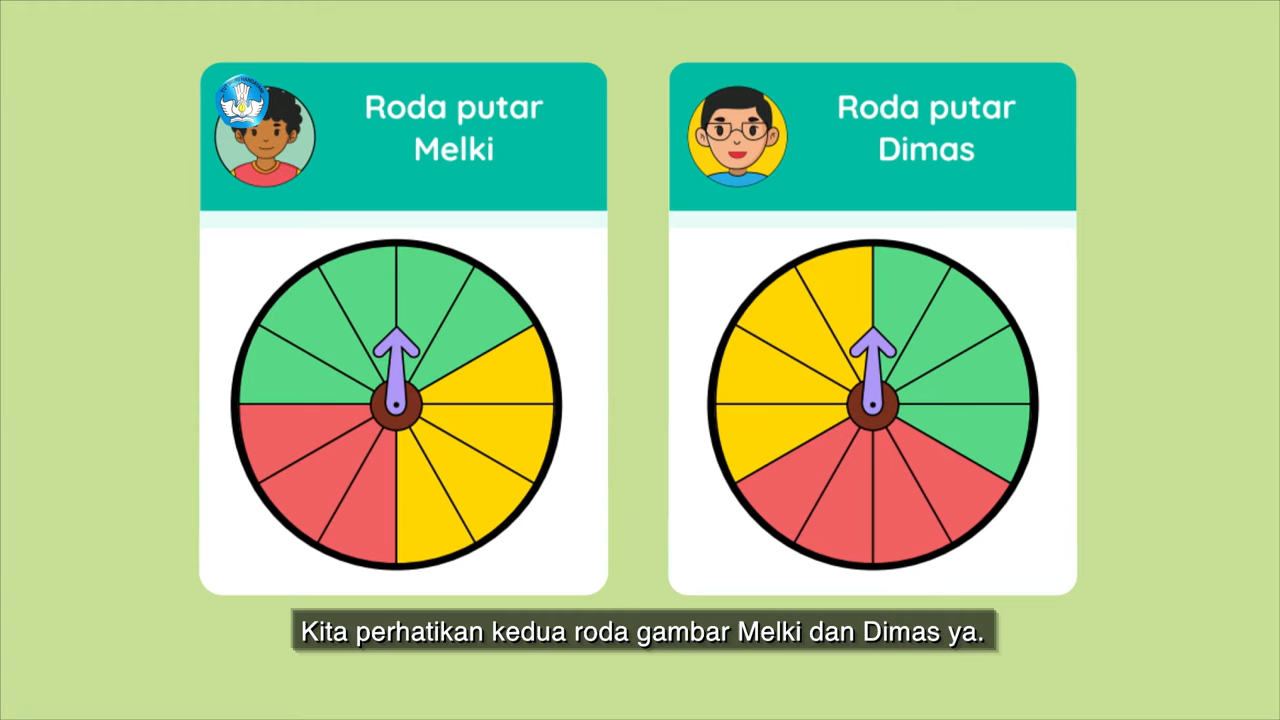 Roda putar
Melki
Roda putar
Dimas
Kita perhatikan kedua roda gambar Melki dan Dimas ya.